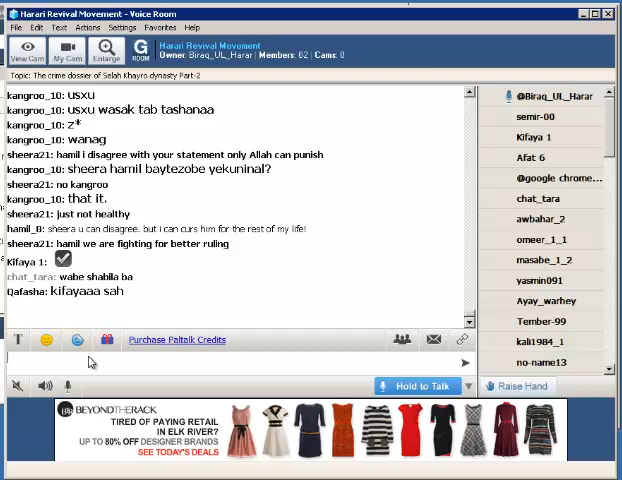 Harari Revival Movement - Voice Room
File Edit Text Actions Settings Favorites Help
View Cam My Cam Enlarge G ROOM
Harari Revival Movement
Owner: Biraq_UL_Harar | Members: 62 | Cams: 0
Topic: The crime dossier of Selah Khayro dynasty Part-2
kangroo_10: usxu
kangroo_10: usxu wasak tab tashanaa
kangroo_10: z*
kangroo_10: wanag
sheera21: hamil i disagree with your statement only Allah can punish
kangroo_10: sheera hamil baytezobe yekuninal?
sheera21: no kangroo
kangroo_10: that it.
sheera21: just not healthy
hamil_8: sheera u can disagree. but i can curs him for the rest of my life!
sheera21: hamil we are fighting for better ruling
Kifaya 1:
chat_tara: wabe shabila ba
Qafasha: kifayaaa sah
@Biraq_UL_Harar
semir-00
Kifaya 1
Afat 6
@google chrome...
chat_tara
awbahar_2
omeer_1_1
masabe_1_2
yasmin091
Ayay_warhey
Tember-99
kali1984_1
no-name13
T Purchase Paltalk Credits
Hold to Talk Raise Hand
BEYONDTHERACK
TIRED OF PAYING RETAIL
IN ELK RIVER?
UP TO 80% OFF DESIGNER BRANDS
SEE TODAY'S DEALS